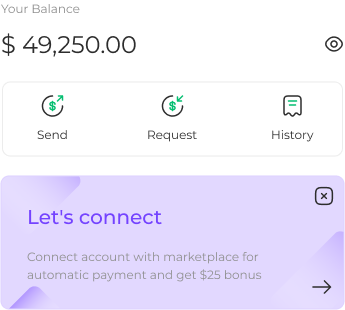 Your Balance
$ 49,250.00
Send Request History
Let's connect
Connect account with marketplace for
automatic payment and get $25 bonus